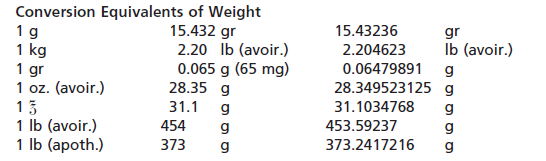 Conversion Equivalents of Weight
1 g 15.432 gr 15.43236 gr
1 kg 2.20 lb (avoir.) 2.204623 lb (avoir.)
1 gr 0.065 g (65 mg) 0.06479891 g
1 oz. (avoir.) 28.35 g 28.349523125 g
1 ℥ 31.1 g 31.1034768 g
1 lb (avoir.) 454 g 453.59237 g
1 lb (apoth.) 373 g 373.2417216 g